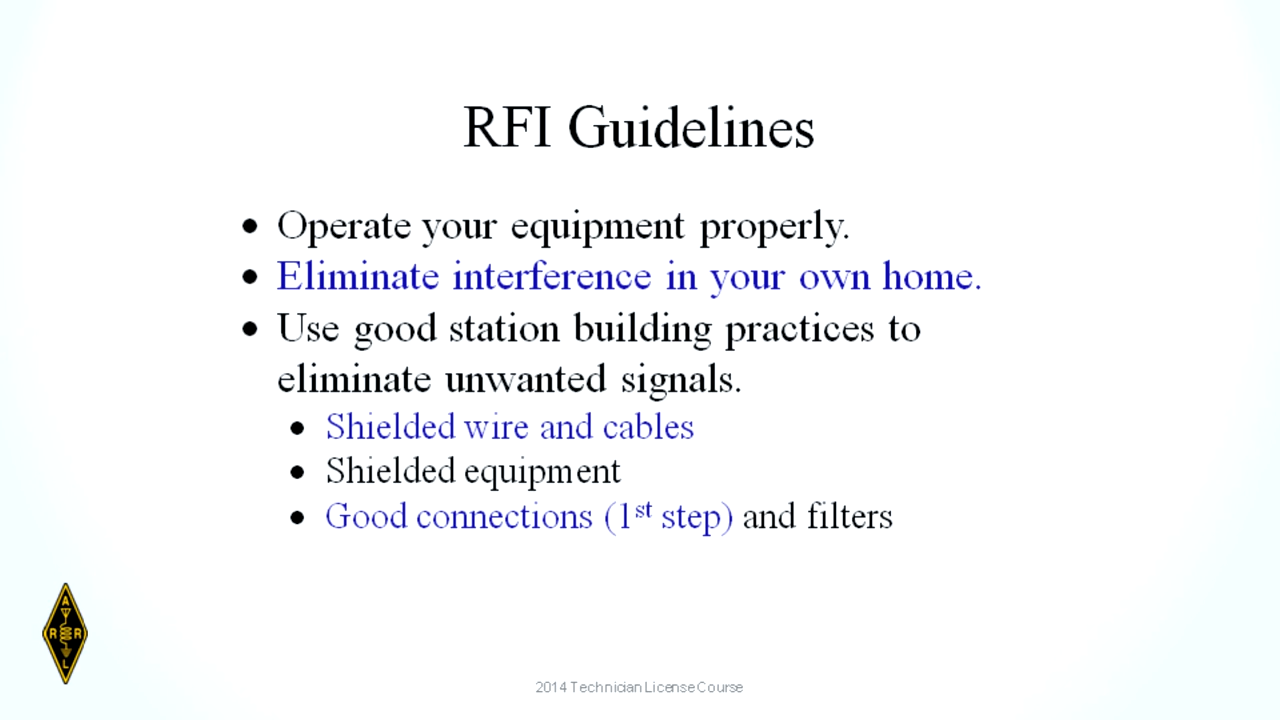 RFI Guidelines
• Operate your equipment properly.
• Eliminate interference in your own home.
• Use good station building practices to
eliminate unwanted signals.
• Shielded wire and cables
• Shielded equipment
• Good connections (1st step) and filters
A
R R
L
2014 Technician License Course